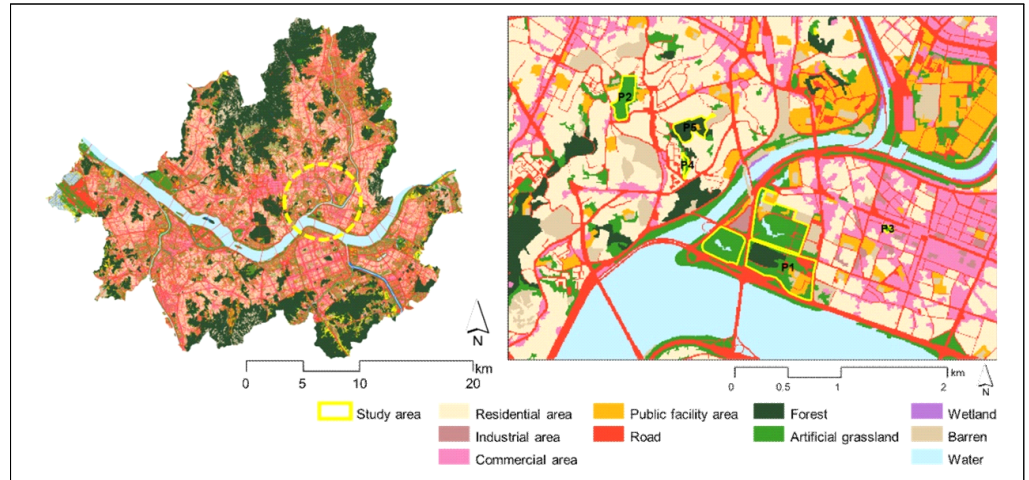 P2
P5
P4
P3
P1
N
km
0 5 10 20
km
0 0.5 1 2
N
Study area
Residential area
Public facility area
Forest
Wetland
Industrial area
Road
Artificial grassland
Barren
Commercial area
Water